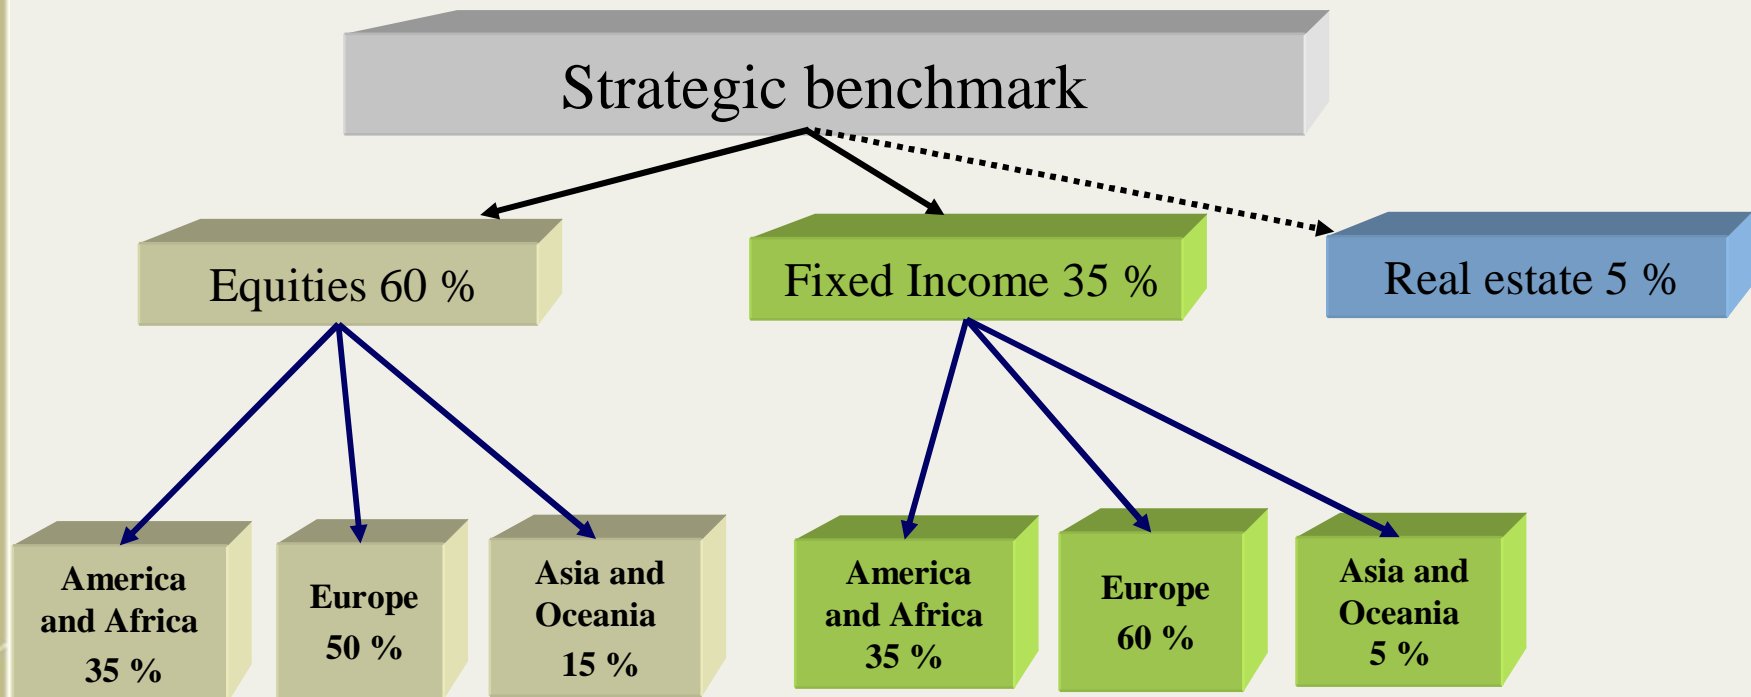 Strategic benchmark
Equities 60 %
Fixed Income 35 %
Real estate 5 %
America
and Africa
35 %
Europe
50 %
Asia and
Oceania
15 %
America
and Africa
35 %
Europe
60 %
Asia and
Oceania
5 %